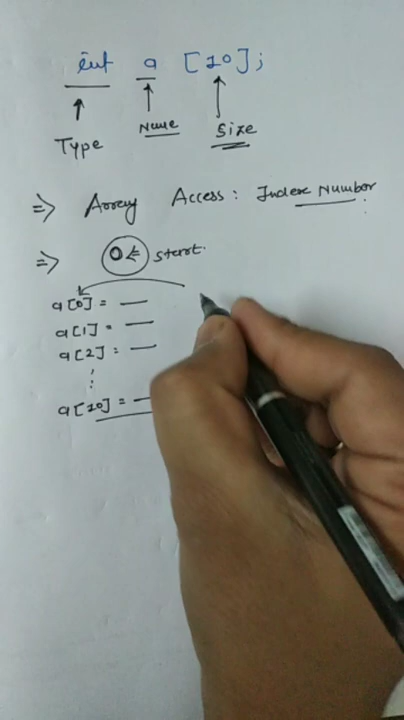 int a [10];
Type Name Size
=> Array Access: Index Number
=> 0 <= start.
a[0] = —
a[1] = —
a[2] = —
⋮
a[10] = —